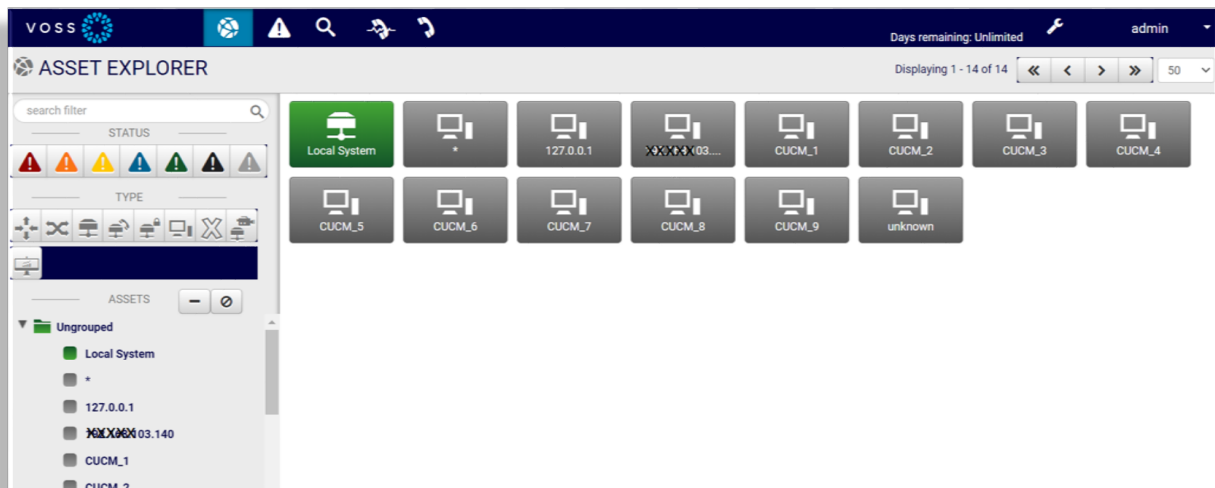 VOSS
Days remaining: Unlimited
admin
ASSET EXPLORER
Displaying 1 - 14 of 14
50
search filter
STATUS
TYPE
ASSETS
Ungrouped
Local System
*
127.0.0.1
103.140
CUCM_1
CUCM_2
Local System
*
127.0.0.1
03....
CUCM_1
CUCM_2
CUCM_3
CUCM_4
CUCM_5
CUCM_6
CUCM_7
CUCM_8
CUCM_9
unknown